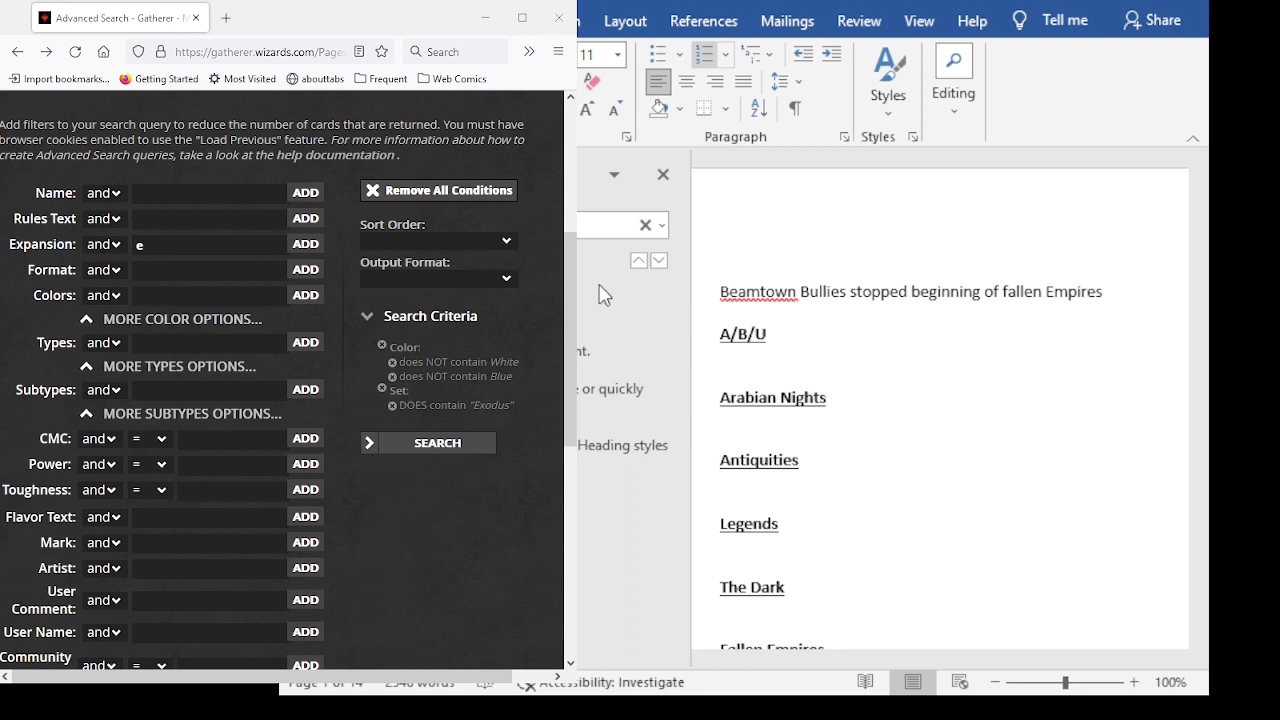 Advanced Search - Gatherer - M
https://gatherer.wizards.com/Pages
Search
Import bookmarks...
Getting Started
Most Visited
abouttabs
Frequent
Web Comics
Add filters to your search query to reduce the number of cards that are returned. You must have
browser cookies enabled to the the "Load Previous" feature. For more information about how to
create Advanced Search queries, take a look at the help documentation .
Name: and ADD
Rules Text and ADD
Expansion: and e ADD
Format: and ADD
Colors: and ADD
MORE COLOR OPTIONS...
Types: and ADD
MORE TYPES OPTIONS...
Subtypes: and ADD
MORE SUBTYPES OPTIONS...
CMC: and = ADD
Power: and = ADD
Toughness: and = ADD
Flavor Text: and ADD
Mark: and ADD
Artist: and ADD
User
Comment: and ADD
User Name: and ADD
Community
and = ADD
Remove All Conditions
Sort Order:
Output Format:
Search Criteria
Color:
does NOT contain White
does NOT contain Blue
Set:
DOES contain "Exodus"
SEARCH
Layout
References
Mailings
Review
View
Help
Tell me
Share
11
Paragraph
Styles
Styles
Editing
nt.
e or quickly
Heading styles
Beamtown Bullies stopped beginning of fallen Empires
A/B/U
Arabian Nights
Antiquities
Legends
The Dark
Fallen Empires
Accessibility: Investigate
100%